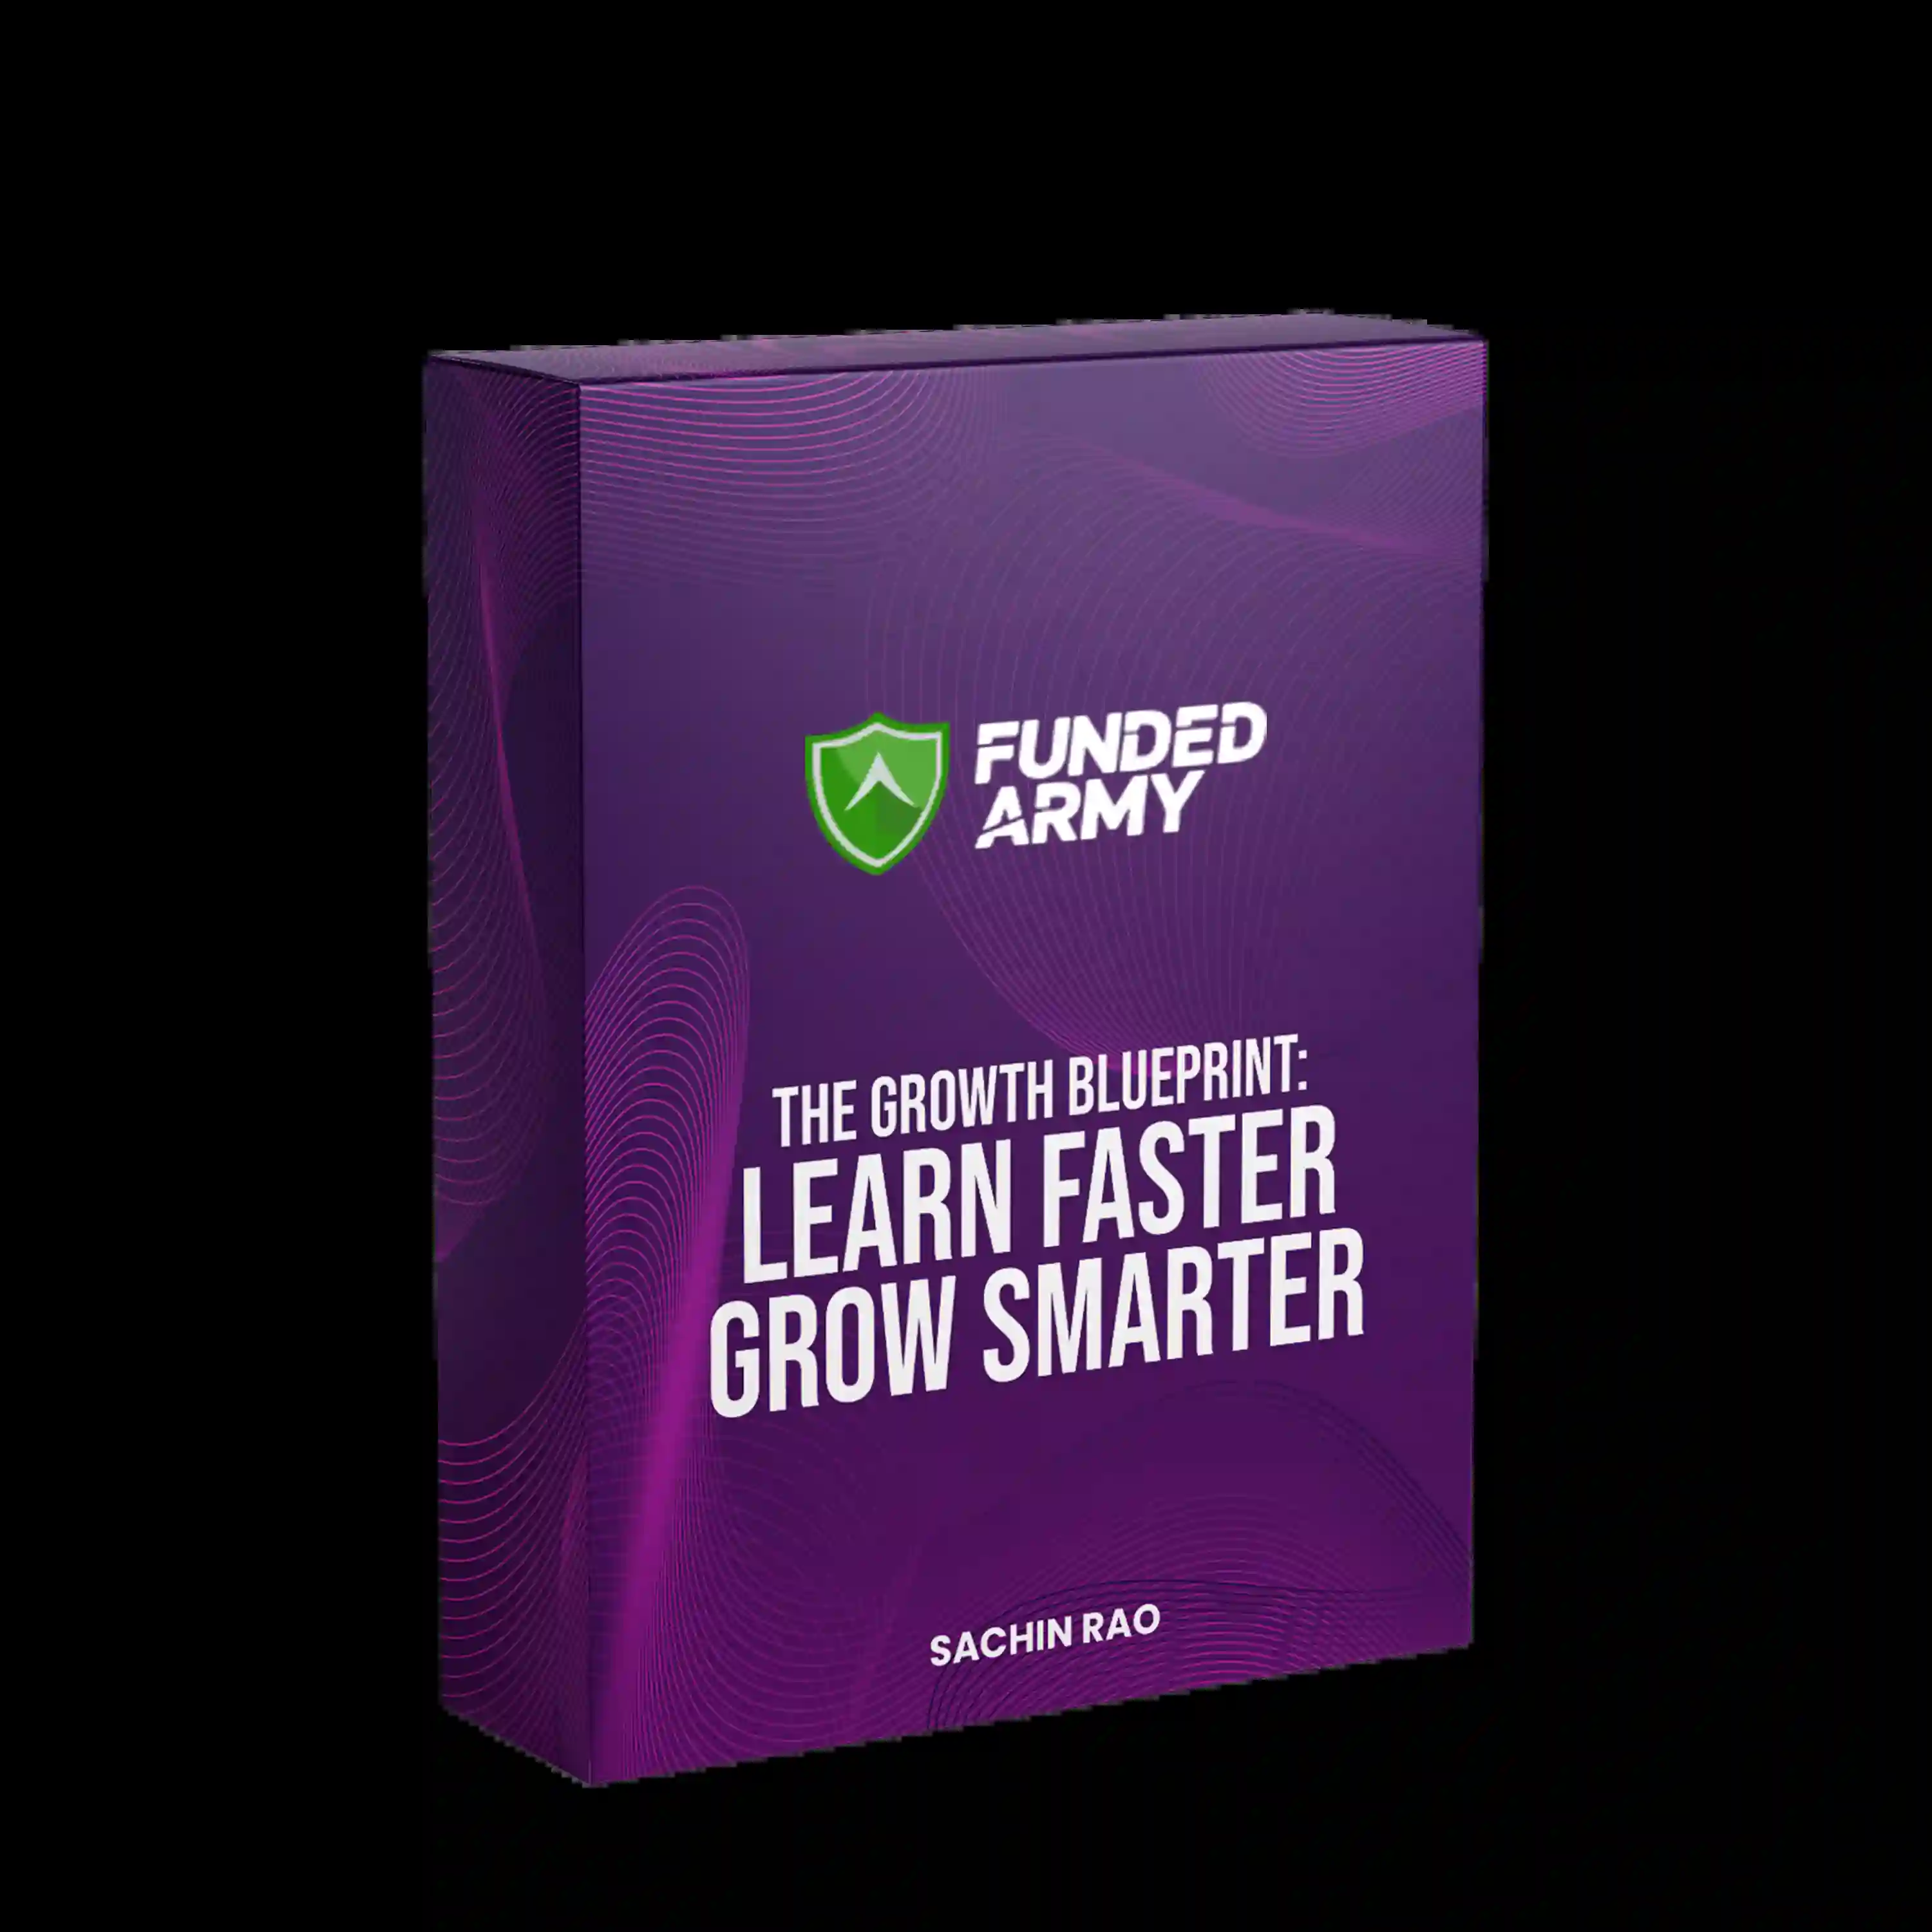 FUNDED
ARMY
THE GROWTH BLUEPRINT:
LEARN FASTER
GROW SMARTER
SACHIN RAO